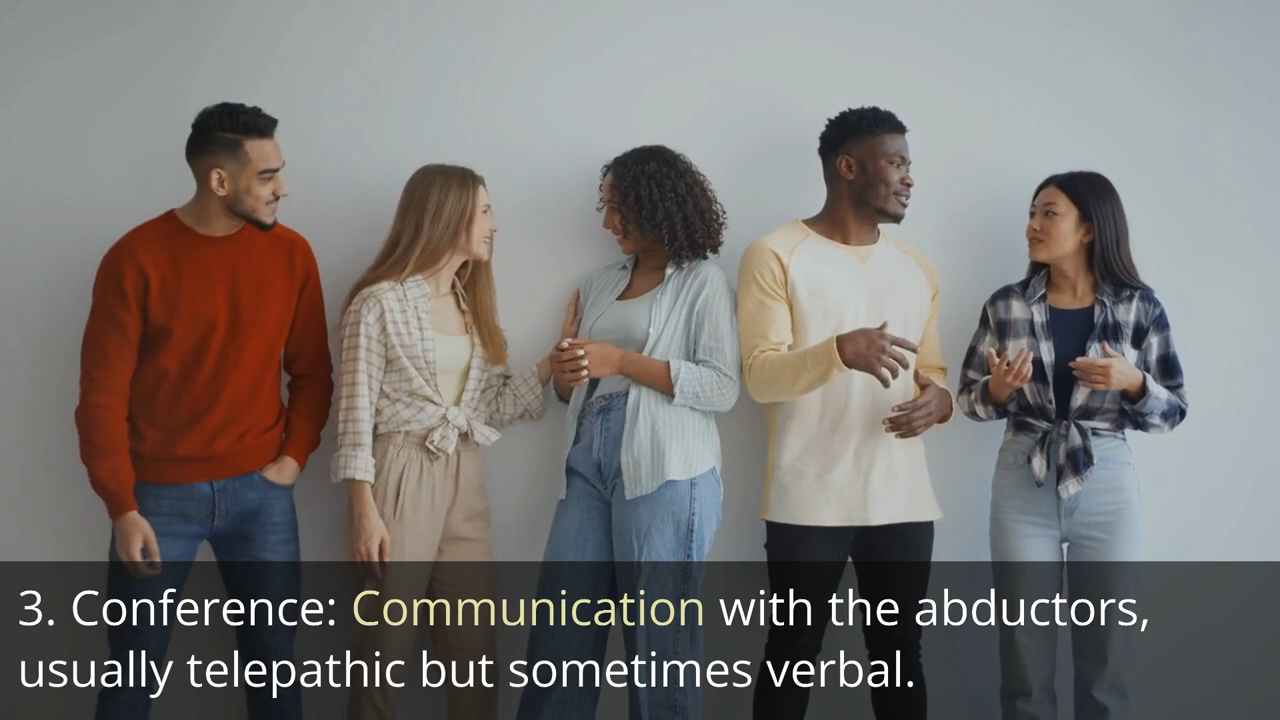 3. Conference: Communication with the abductors,
usually telepathic but sometimes verbal.